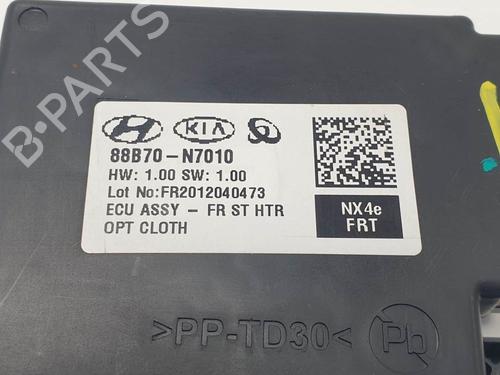 KIA
88B70-N7010
HW: 1.00 SW: 1.00
Lot No:FR2012040473
ECU ASSY - FR ST HTR
OPT CLOTH
NX4e
FRT
>PP-TD30<
Pb
B-PARTS